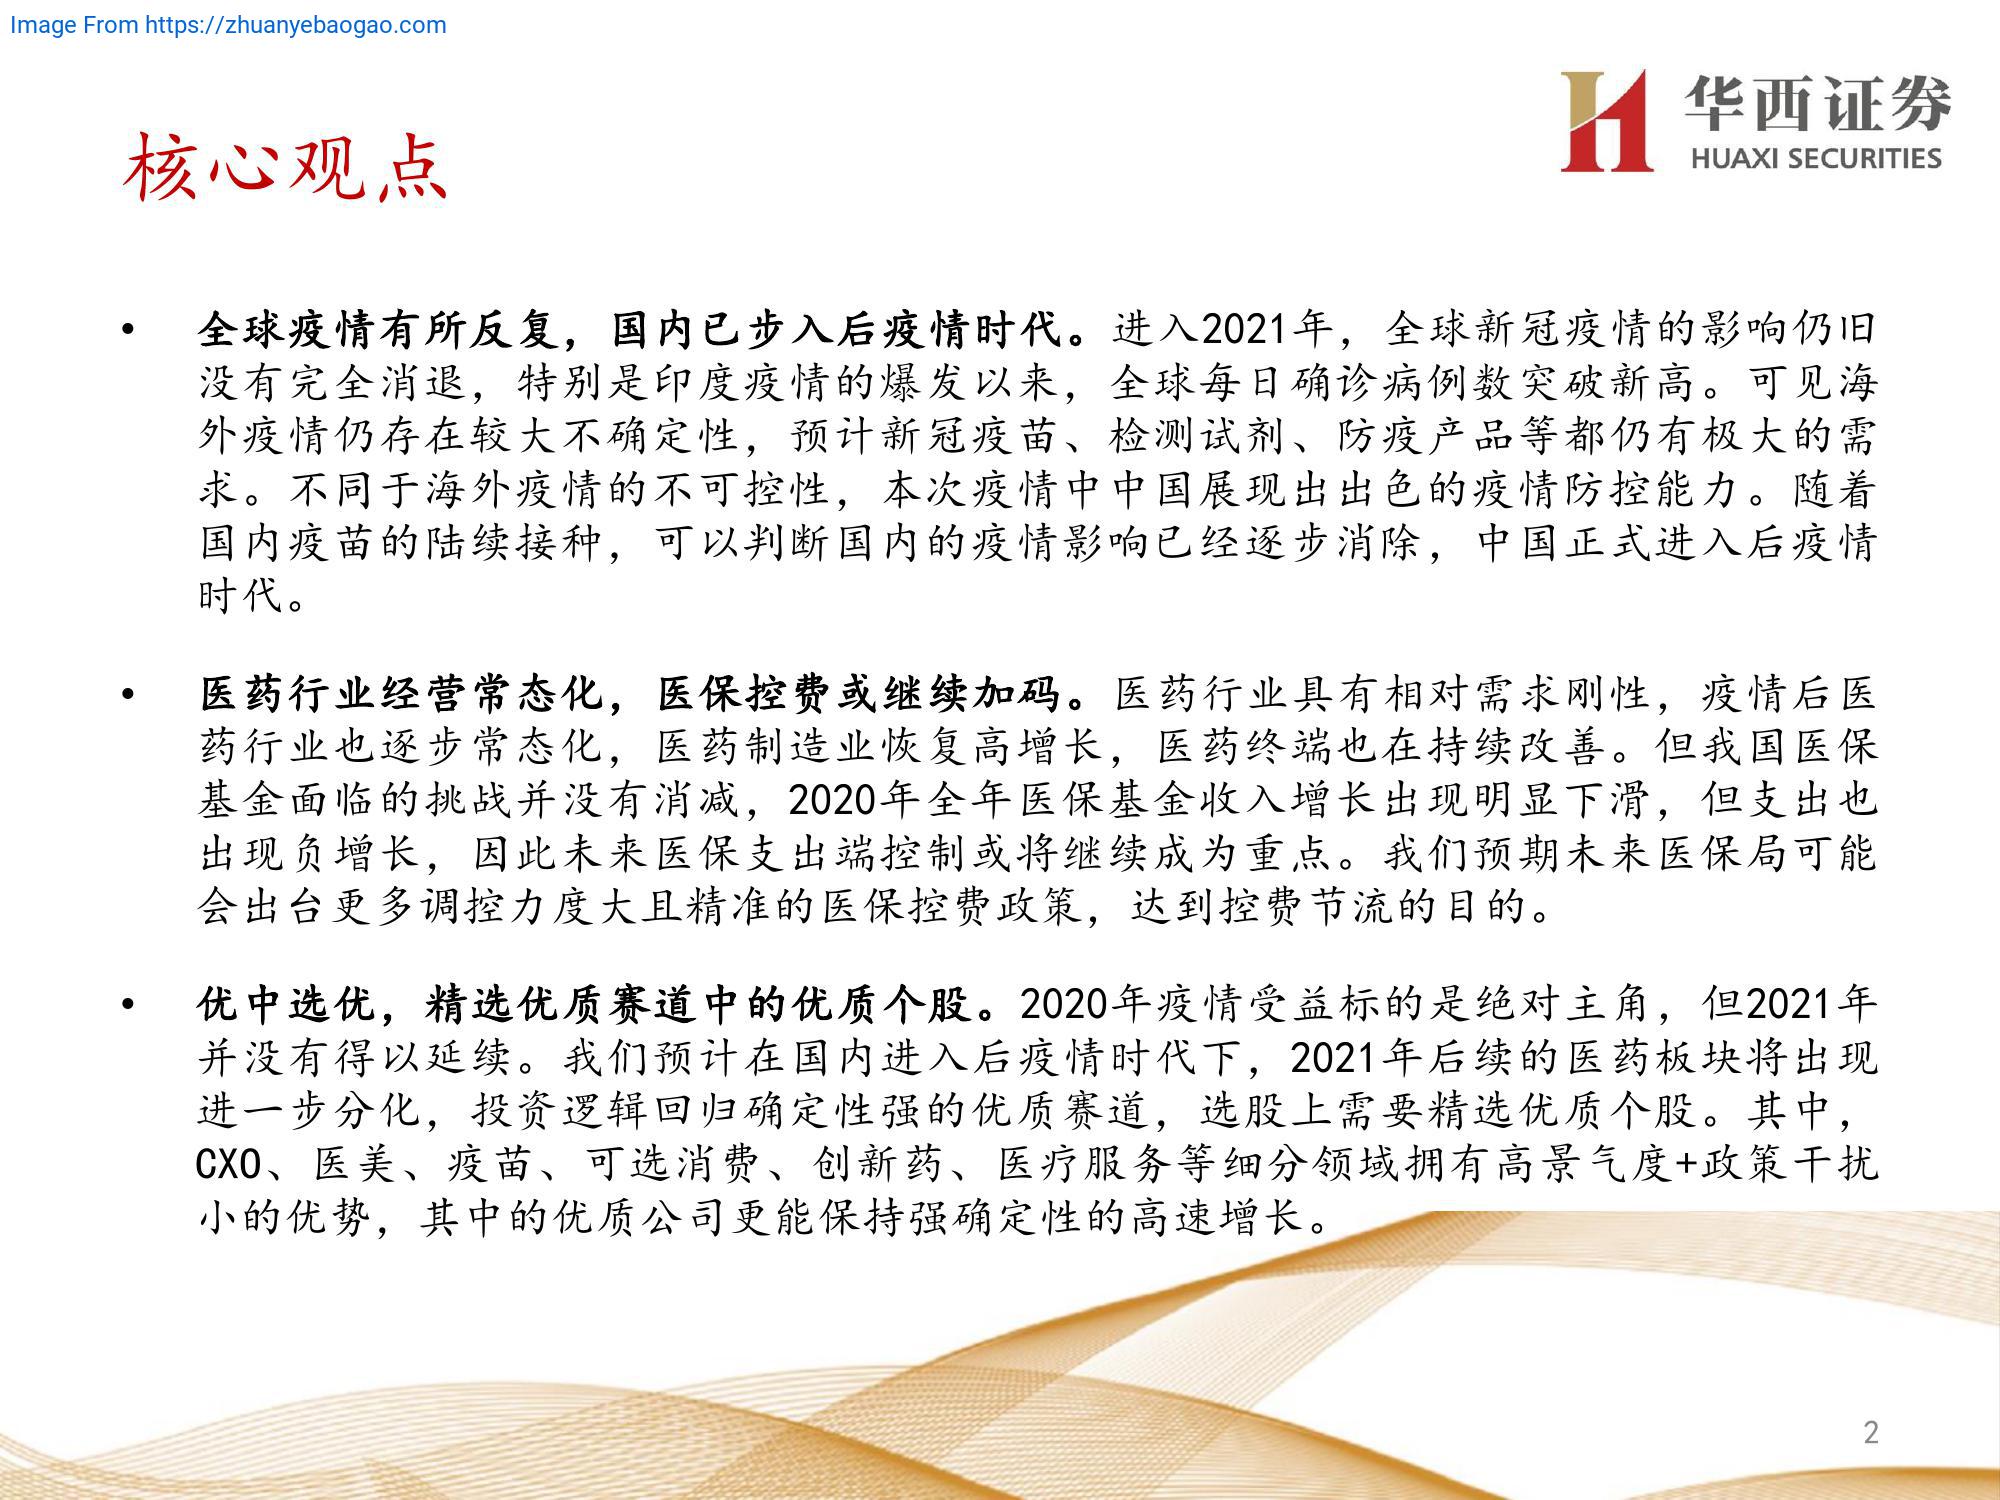 Image From https://zhuanyebaogao.com
华西证券
HUAXI SECURITIES
核心观点
• 全球疫情有所反复，国内已步入后疫情时代。进入2021年，全球新冠疫情的影响仍旧
没有完全消退，特别是印度疫情的爆发以来，全球每日确诊病例数突破新高。可见海
外疫情仍存在较大不确定性，预计新冠疫苗、检测试剂、防疫产品等都仍有极大的需
求。不同于海外疫情的不可控性，本次疫情中中国展现出出色的疫情防控能力。随着
国内疫苗的陆续接种，可以判断国内的疫情影响已经逐步消除，中国正式进入后疫情
时代。
• 医药行业经营常态化，医保控费或继续加码。医药行业具有相对需求刚性，疫情后医
药行业也逐步常态化，医药制造业恢复高增长，医药终端也在持续改善。但我国医保
基金面临的挑战并没有消减，2020年全年医保基金收入增长出现明显下滑，但支出也
出现负增长，因此未来医保支出端控制或将继续成为重点。我们预期未来医保局可能
会出台更多调控力度大且精准的医保控费政策，达到控费节流的目的。
• 优中选优，精选优质赛道中的优质个股。2020年疫情受益标的是绝对主角，但2021年
并没有得以延续。我们预计在国内进入后疫情时代下，2021年后续的医药板块将出现
进一步分化，投资逻辑回归确定性强的优质赛道，选股上需要精选优质个股。其中，
CXO、医美、疫苗、可选消费、创新药、医疗服务等细分领域拥有高景气度+政策干扰
小的优势，其中的优质公司更能保持强确定性的高速增长。
2